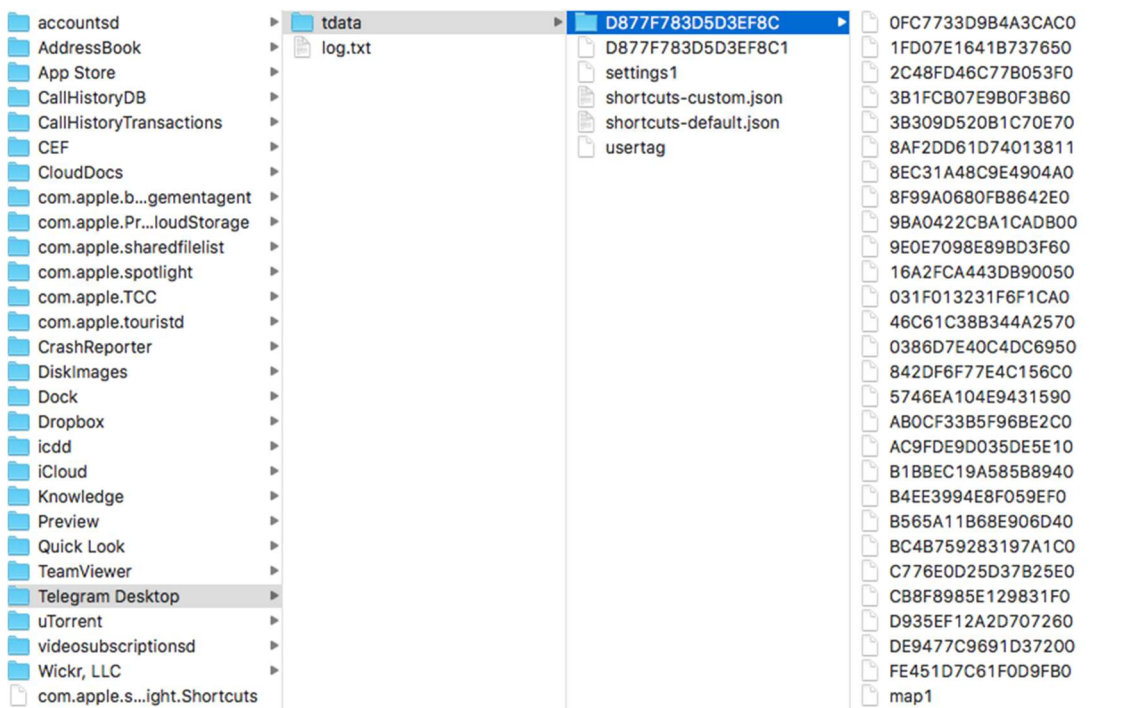 accountsd
AddressBook
App Store
CallHistoryDB
CallHistoryTransactions
CEF
CloudDocs
com.apple.b...gementagent
com.apple.Pr...loudStorage
com.apple.sharedfilelist
com.apple.spotlight
com.apple.TCC
com.apple.touristd
CrashReporter
DiskImages
Dock
Dropbox
icdd
iCloud
Knowledge
Preview
Quick Look
TeamViewer
Telegram Desktop
uTorrent
videosubscriptionsd
Wickr, LLC
com.apple.s...ight.Shortcuts
tdata
log.txt
D877F783D5D3EF8C
D877F783D5D3EF8C1
settings1
shortcuts-custom.json
shortcuts-default.json
usertag
0FC7733D9B4A3CAC0
1FD07E1641B737650
2C48FD46C77B053F0
3B1FCB07E9B0F3B60
3B309D520B1C70E70
8AF2DD61D74013811
8EC31A48C9E4904A0
8F99A0680FB8642E0
9BA0422CBA1CADB00
9E0E7098E89BD3F60
16A2FCA443DB90050
031F013231F6F1CA0
46C61C38B344A2570
0386D7E40C4DC6950
842DF6F77E4C156C0
5746EA104E9431590
AB0CF33B5F96BE2C0
AC9FDE9D035DE5E10
B1BBEC19A585B8940
B4EE3994E8F059EF0
B565A11B68E906D40
BC4B759283197A1C0
C776E0D25D37B25E0
CB8F8985E129831F0
D935EF12A2D707260
DE9477C9691D37200
FE451D7C61F0D9FB0
map1